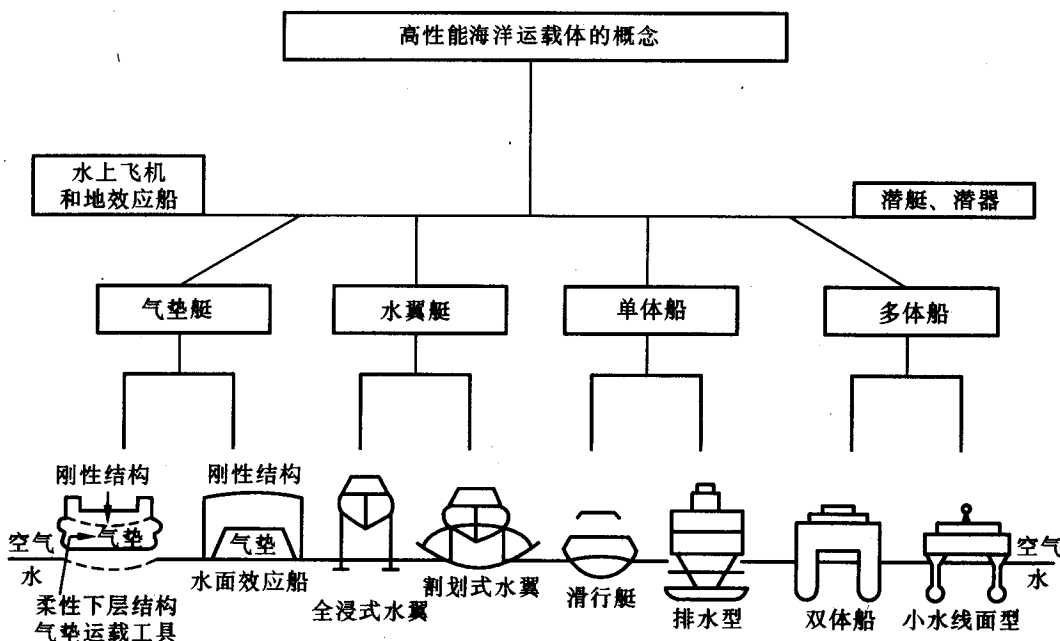 高性能海洋运载体的概念
水上飞机
和地效应船
潜艇、潜器
气垫艇
水翼艇
单体船
多体船
刚性结构
刚性结构
气垫
气垫
空气
水
空气
水
水面效应船
全浸式水翼
割划式水翼
滑行艇
排水型
双体船
小水线面型
柔性下层结构
气垫运载工具